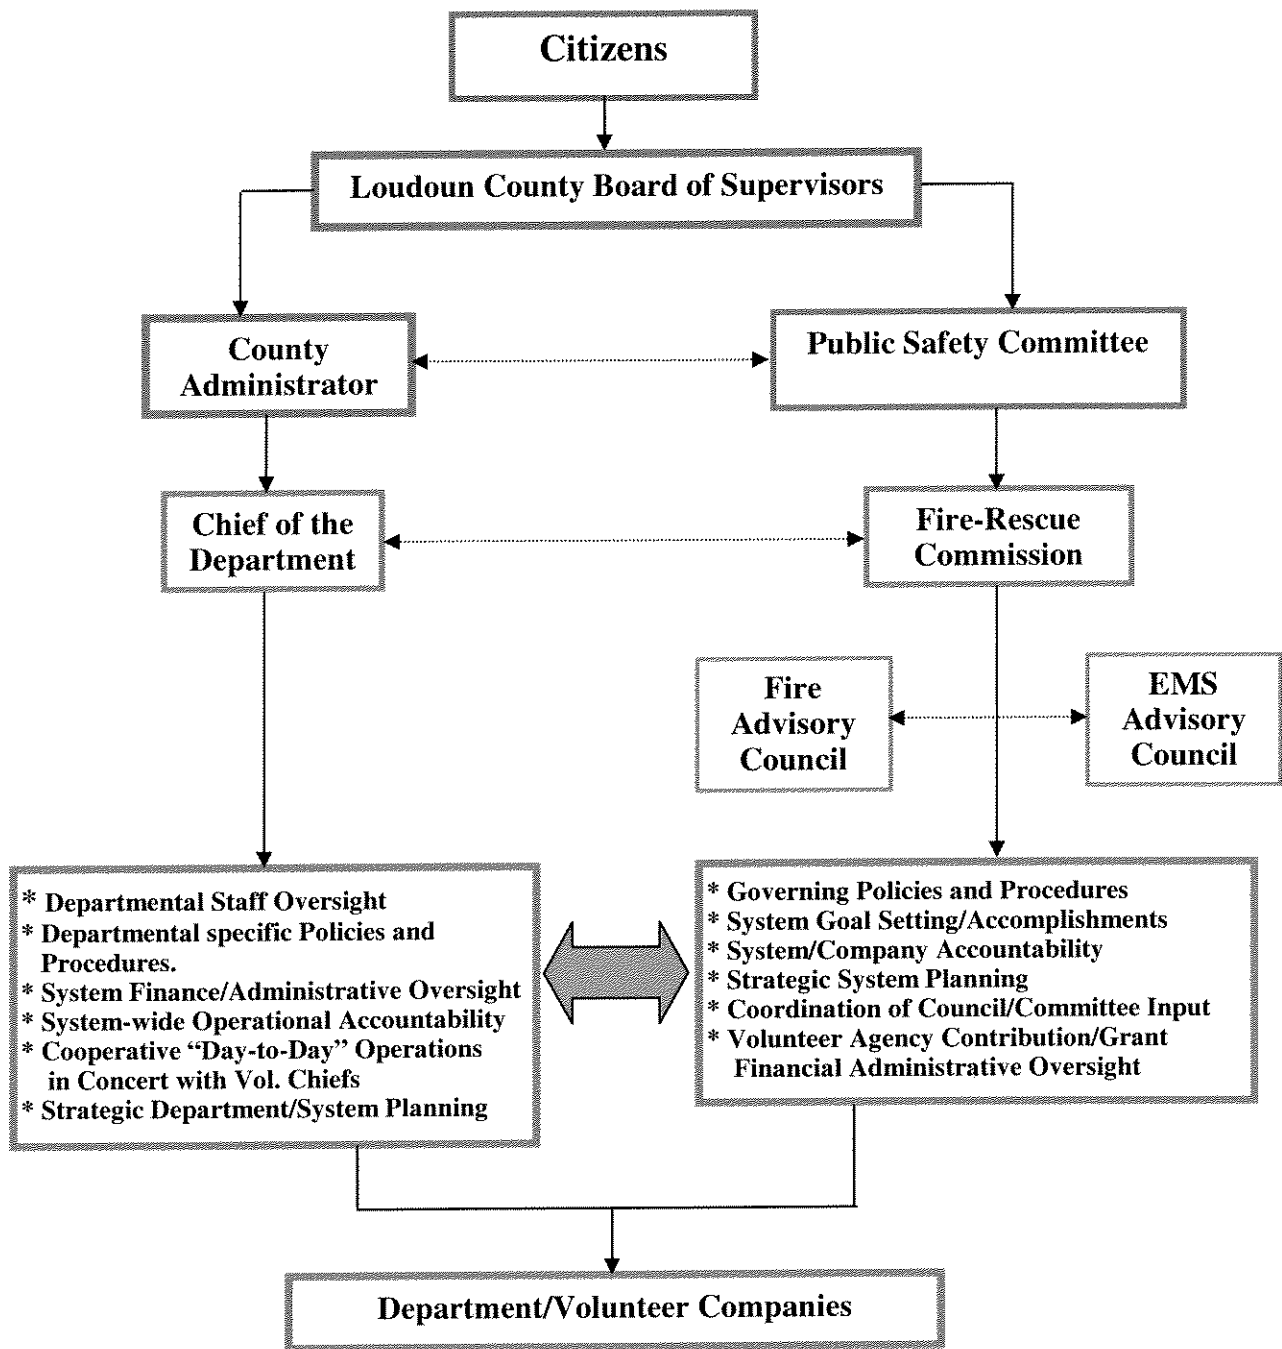 Citizens
Loudoun County Board of Supervisors
County
Administrator
Public Safety Committee
Chief of the
Department
Fire-Rescue
Commission
Fire
Advisory
Council
EMS
Advisory
Council
* Departmental Staff Oversight
* Departmental specific Policies and
Procedures.
* System Finance/Administrative Oversight
* System-wide Operational Accountability
* Cooperative “Day-to-Day” Operations
in Concert with Vol. Chiefs
* Strategic Department/System Planning
* Governing Policies and Procedures
* System Goal Setting/Accomplishments
* System/Company Accountability
* Strategic System Planning
* Coordination of Council/Committee Input
* Volunteer Agency Contribution/Grant
Financial Administrative Oversight
Department/Volunteer Companies